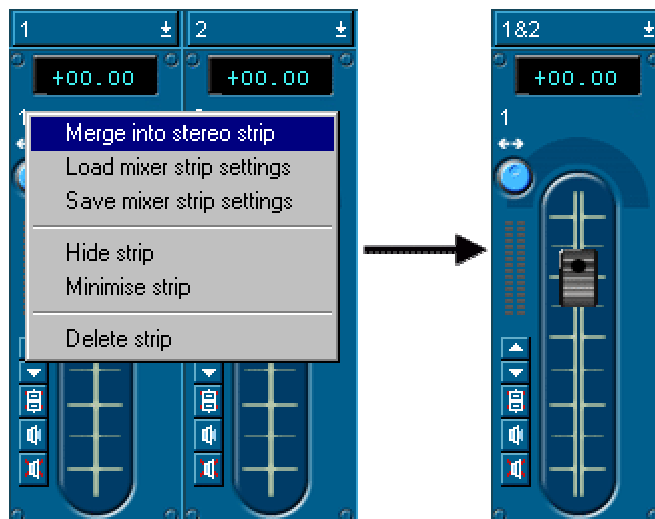 1
2
1&2
+00.00
+00.00
+00.00
1
Merge into stereo strip
Load mixer strip settings
Save mixer strip settings
Hide strip
Minimise strip
Delete strip
1